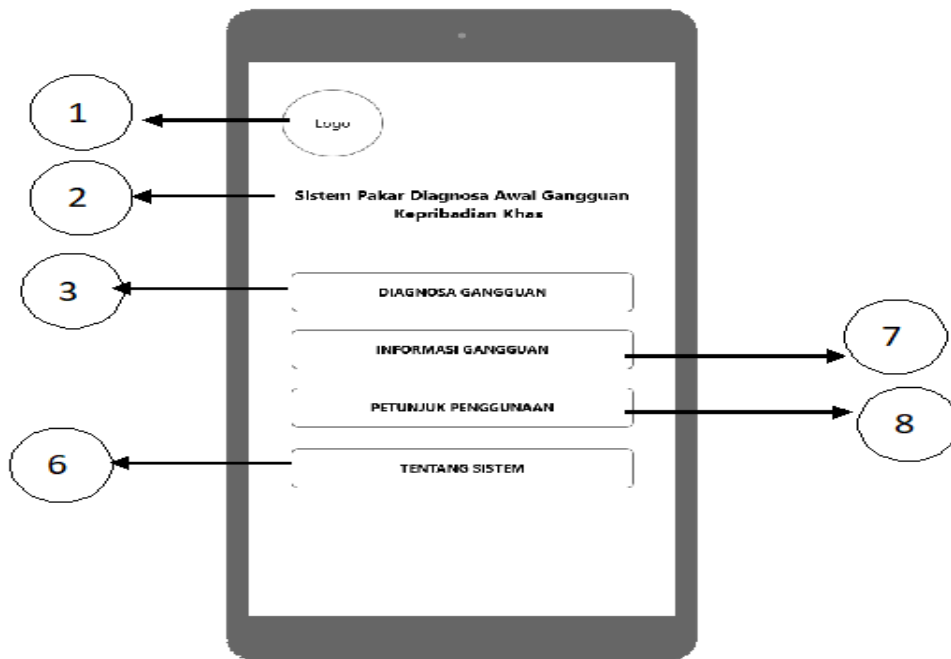 1
Logo
2
Sistem Pakar Diagnosa Awal Gangguan
Kepribadian Khas
3
DIAGNOSA GANGGUAN
INFORMASI GANGGUAN
7
PETUNJUK PENGGUNAAN
8
6
TENTANG SISTEM